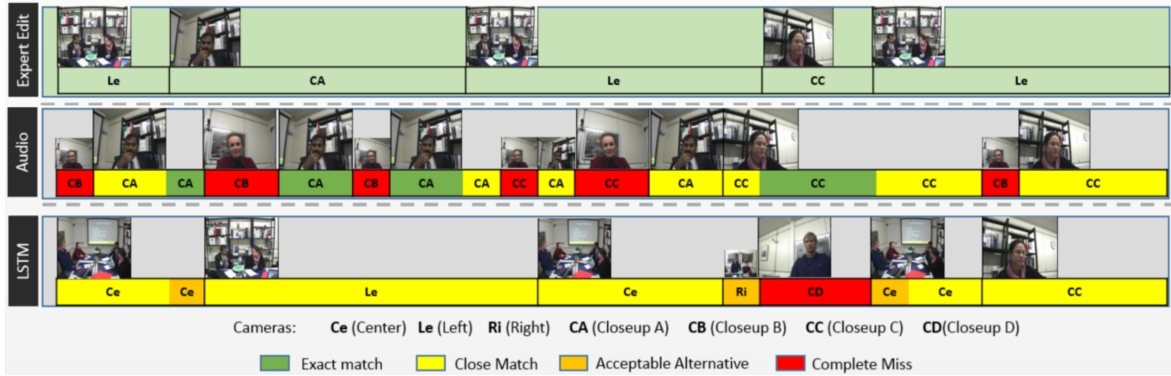 Expert Edit
Le CA Le CC Le
Audio
CB CA CA CB CA CB CA CA CC CA CC CA CC CC CC CB CC
LSTM
Ce Ce Le Ce Ri CD Ce Ce CC
Cameras: Ce (Center) Le (Left) Ri (Right) CA (Closeup A) CB (Closeup B) CC (Closeup C) CD(Closeup D)
Exact match Close Match Acceptable Alternative Complete Miss